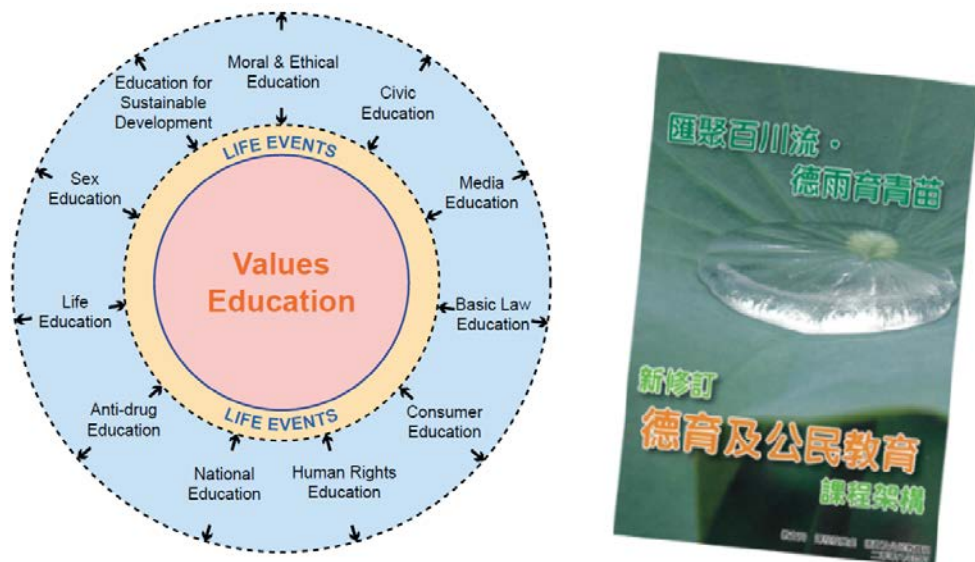 Moral & Ethical
Education
Civic
Education
Media
Education
Basic Law
Education
Consumer
Education
Human Rights
Education
National
Education
Anti-drug
Education
Life
Education
Sex
Education
Education for
Sustainable
Development
LIFE EVENTS
Values
Education
LIFE EVENTS
匯聚百川流·
德雨育青苗
新修訂
德育及公民教育
課程架構